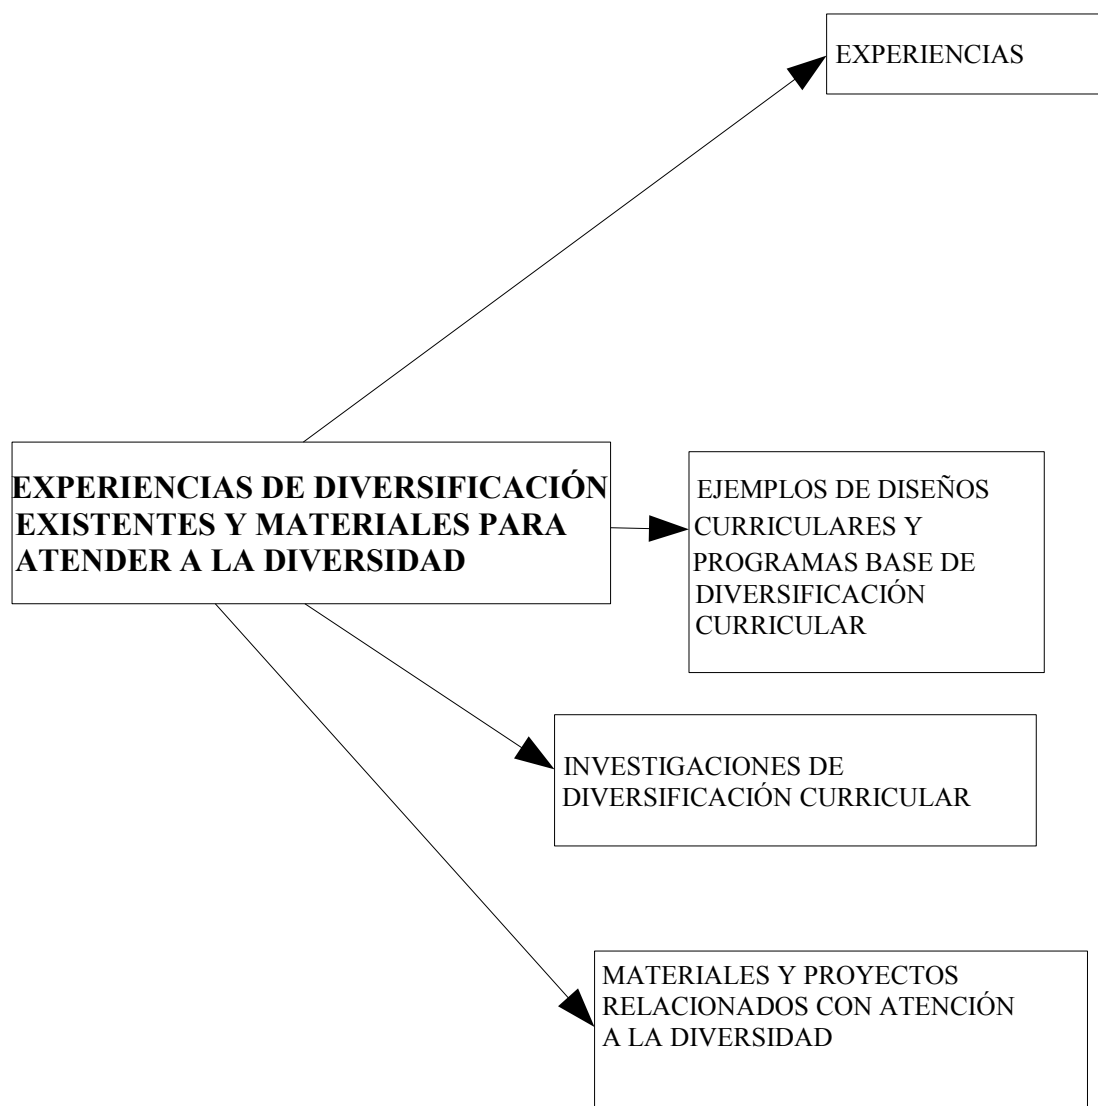 EXPERIENCIAS
EXPERIENCIAS DE DIVERSIFICACIÓN
EXISTENTES Y MATERIALES PARA
ATENDER A LA DIVERSIDAD
EJEMPLOS DE DISEÑOS
CURRICULARES Y
PROGRAMAS BASE DE
DIVERSIFICACIÓN
CURRICULAR
INVESTIGACIONES DE
DIVERSIFICACIÓN CURRICULAR
MATERIALES Y PROYECTOS
RELACIONADOS CON ATENCIÓN
A LA DIVERSIDAD